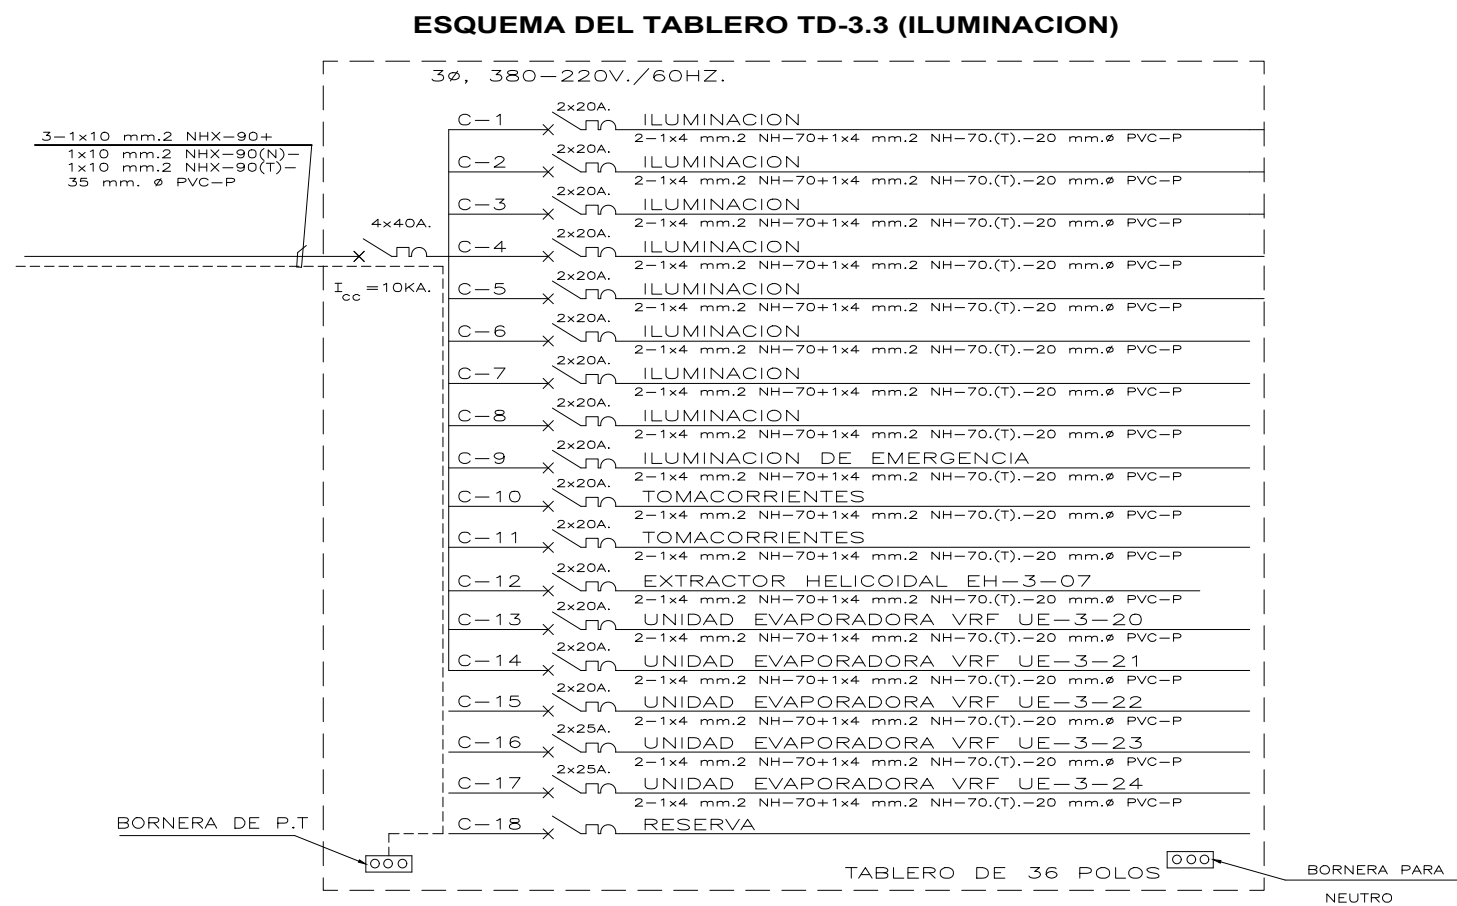 ESQUEMA DEL TABLERO TD-3.3 (ILUMINACION)
3ø, 380-220V./60HZ.
3-1x10 mm.2 NHX-90+
1x10 mm.2 NHX-90(N)-
1x10 mm.2 NHX-90(T)-
35 mm. ø PVC-P
4x40A.
Icc=10KA.
C-1 2x20A. ILUMINACION
2-1x4 mm.2 NH-70+1x4 mm.2 NH-70.(T).-20 mm.ø PVC-P
C-2 2x20A. ILUMINACION
2-1x4 mm.2 NH-70+1x4 mm.2 NH-70.(T).-20 mm.ø PVC-P
C-3 2x20A. ILUMINACION
2-1x4 mm.2 NH-70+1x4 mm.2 NH-70.(T).-20 mm.ø PVC-P
C-4 2x20A. ILUMINACION
2-1x4 mm.2 NH-70+1x4 mm.2 NH-70.(T).-20 mm.ø PVC-P
C-5 2x20A. ILUMINACION
2-1x4 mm.2 NH-70+1x4 mm.2 NH-70.(T).-20 mm.ø PVC-P
C-6 2x20A. ILUMINACION
2-1x4 mm.2 NH-70+1x4 mm.2 NH-70.(T).-20 mm.ø PVC-P
C-7 2x20A. ILUMINACION
2-1x4 mm.2 NH-70+1x4 mm.2 NH-70.(T).-20 mm.ø PVC-P
C-8 2x20A. ILUMINACION
2-1x4 mm.2 NH-70+1x4 mm.2 NH-70.(T).-20 mm.ø PVC-P
C-9 2x20A. ILUMINACION DE EMERGENCIA
2-1x4 mm.2 NH-70+1x4 mm.2 NH-70.(T).-20 mm.ø PVC-P
C-10 2x20A. TOMACORRIENTES
2-1x4 mm.2 NH-70+1x4 mm.2 NH-70.(T).-20 mm.ø PVC-P
C-11 2x20A. TOMACORRIENTES
2-1x4 mm.2 NH-70+1x4 mm.2 NH-70.(T).-20 mm.ø PVC-P
C-12 2x20A. EXTRACTOR HELICOIDAL EH-3-07
2-1x4 mm.2 NH-70+1x4 mm.2 NH-70.(T).-20 mm.ø PVC-P
C-13 2x20A. UNIDAD EVAPORADORA VRF UE-3-20
2-1x4 mm.2 NH-70+1x4 mm.2 NH-70.(T).-20 mm.ø PVC-P
C-14 2x20A. UNIDAD EVAPORADORA VRF UE-3-21
2-1x4 mm.2 NH-70+1x4 mm.2 NH-70.(T).-20 mm.ø PVC-P
C-15 2x20A. UNIDAD EVAPORADORA VRF UE-3-22
2-1x4 mm.2 NH-70+1x4 mm.2 NH-70.(T).-20 mm.ø PVC-P
C-16 2x25A. UNIDAD EVAPORADORA VRF UE-3-23
2-1x4 mm.2 NH-70+1x4 mm.2 NH-70.(T).-20 mm.ø PVC-P
C-17 2x25A. UNIDAD EVAPORADORA VRF UE-3-24
2-1x4 mm.2 NH-70+1x4 mm.2 NH-70.(T).-20 mm.ø PVC-P
C-18 RESERVA
BORNERA DE P.T
TABLERO DE 36 POLOS
BORNERA PARA
NEUTRO